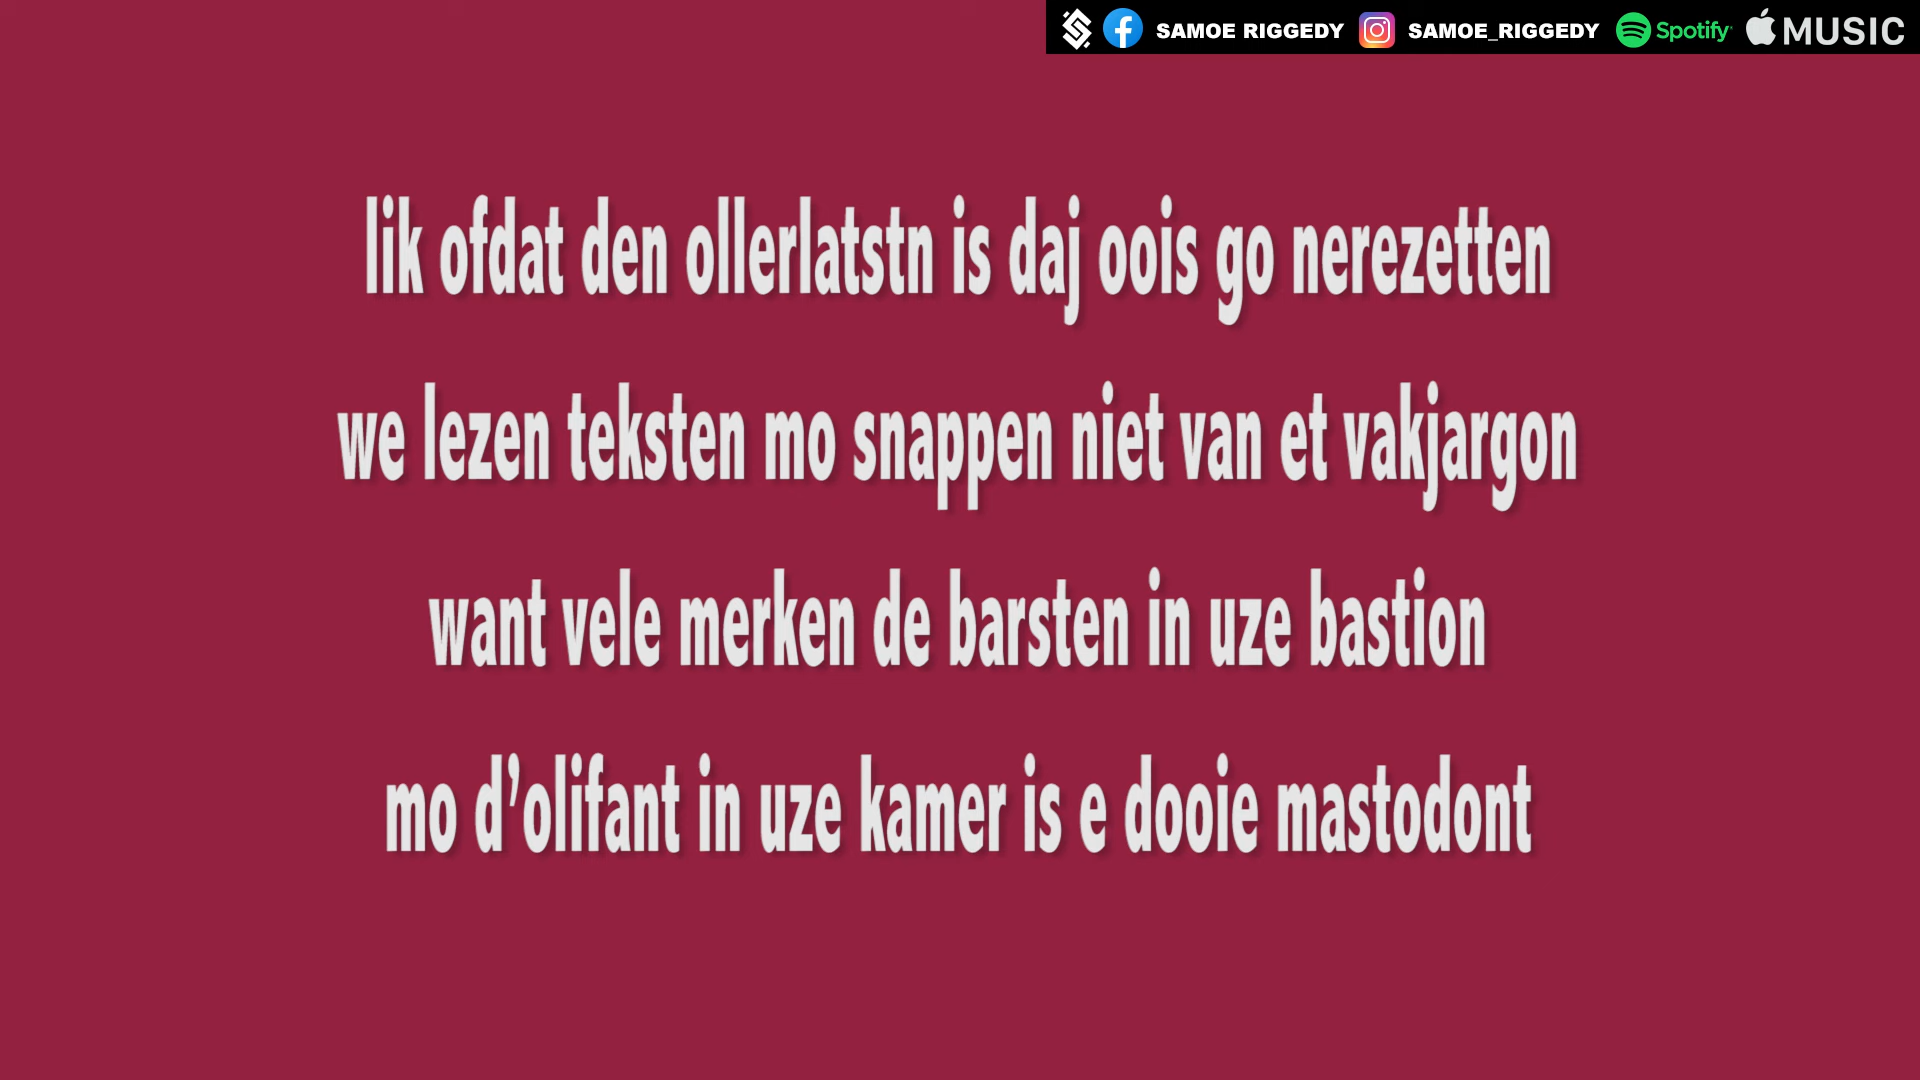 SAMOE RIGGEDY SAMOE_RIGGEDY Spotify MUSIC
lik ofdat den ollerlatstn is daj oois go nerezetten
we lezen teksten mo snappen niet van et vakjargon
want vele merken de barsten in uze bastion
mo d’olifant in uze kamer is e dooie mastodont